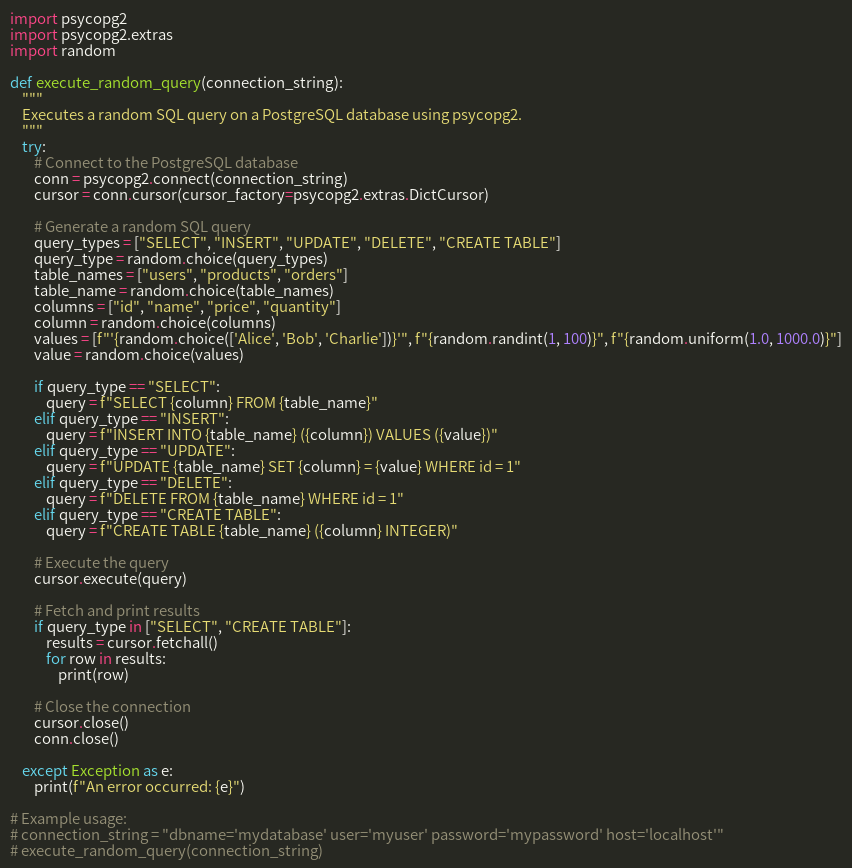 import psycopg2
import psycopg2.extras
import random

def execute_random_query(connection_string):
    """
    Executes a random SQL query on a PostgreSQL database using psycopg2.
    """
    try:
        # Connect to the PostgreSQL database
        conn = psycopg2.connect(connection_string)
        cursor = conn.cursor(cursor_factory=psycopg2.extras.DictCursor)

        # Generate a random SQL query
        query_types = ["SELECT", "INSERT", "UPDATE", "DELETE", "CREATE TABLE"]
        query_type = random.choice(query_types)
        table_names = ["users", "products", "orders"]
        table_name = random.choice(table_names)
        columns = ["id", "name", "price", "quantity"]
        column = random.choice(columns)
        values = [f"'{random.choice(['Alice', 'Bob', 'Charlie'])}'", f"{random.randint(1, 100)}", f"{random.uniform(1.0, 1000.0)}"]
        value = random.choice(values)

        if query_type == "SELECT":
            query = f"SELECT {column} FROM {table_name}"
        elif query_type == "INSERT":
            query = f"INSERT INTO {table_name} ({column}) VALUES ({value})"
        elif query_type == "UPDATE":
            query = f"UPDATE {table_name} SET {column} = {value} WHERE id = 1"
        elif query_type == "DELETE":
            query = f"DELETE FROM {table_name} WHERE id = 1"
        elif query_type == "CREATE TABLE":
            query = f"CREATE TABLE {table_name} ({column} INTEGER)"

        # Execute the query
        cursor.execute(query)

        # Fetch and print results
        if query_type in ["SELECT", "CREATE TABLE"]:
            results = cursor.fetchall()
            for row in results:
                print(row)

        # Close the connection
        cursor.close()
        conn.close()

    except Exception as e:
        print(f"An error occurred: {e}")

# Example usage:
# connection_string = "dbname='mydatabase' user='myuser' password='mypassword' host='localhost'"
# execute_random_query(connection_string)